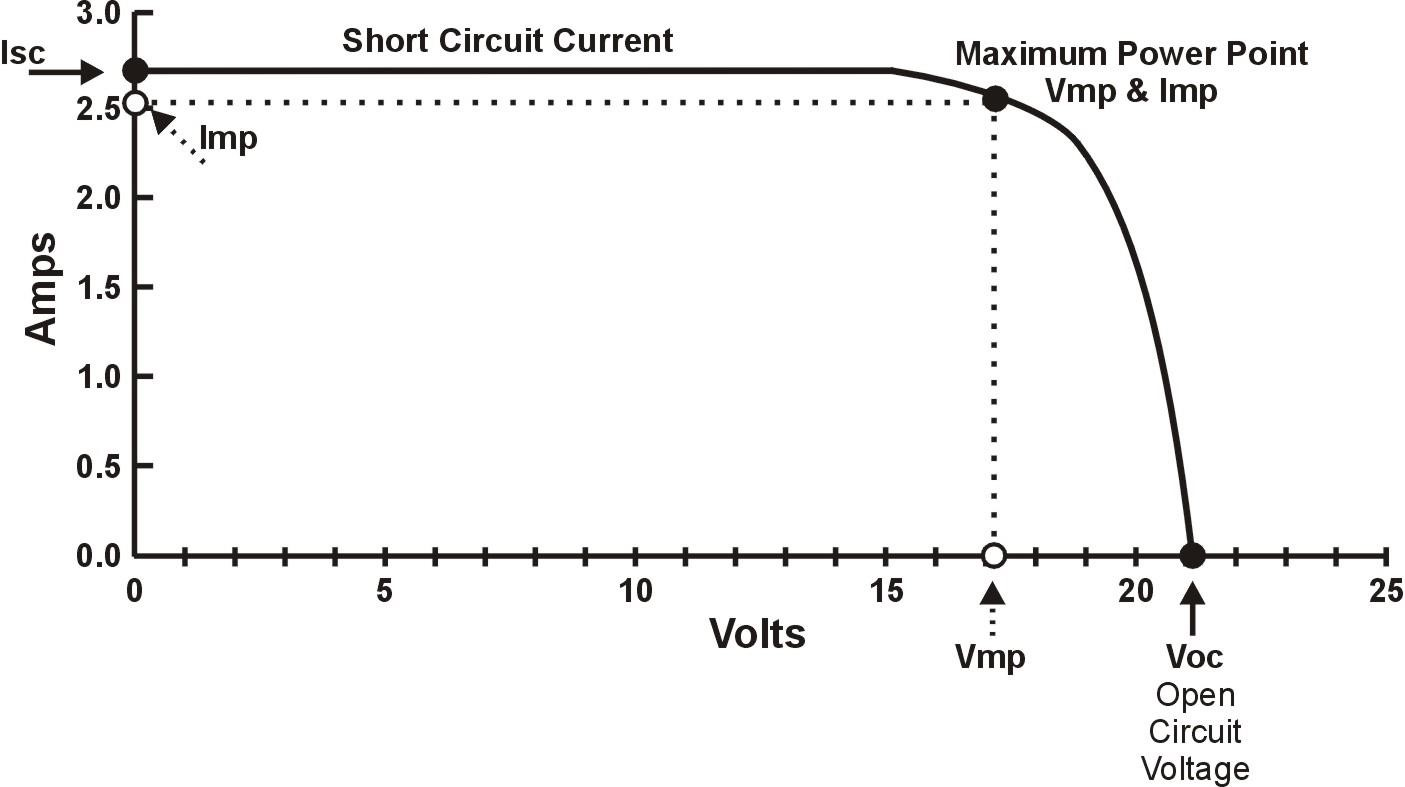 3.0
Isc
Short Circuit Current
Maximum Power Point
Vmp & Imp
2.5
Imp
2.0
Amps
1.5
1.0
0.5
0.0
0 5 10 15 20 25
Volts
Vmp
Voc
Open
Circuit
Voltage